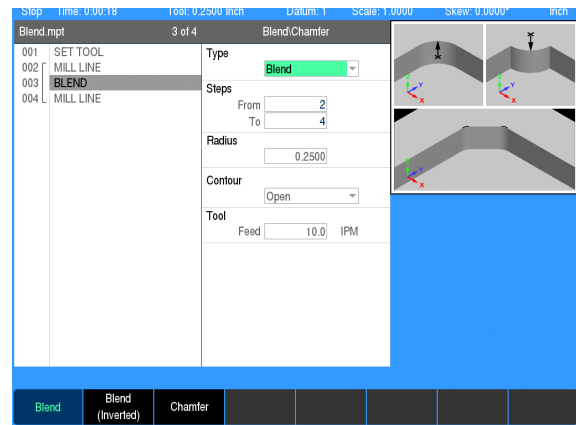 Stop Time: 0:00:18 Tool: 0.2500 Inch Datum: 1 Scale: 1.0000 Skew: 0.0000° Inch
Blend.mpt 3 of 4 Blend\Chamfer
001 SET TOOL
002 MILL LINE
003 BLEND
004 MILL LINE
Type
Blend
Steps
From 2
To 4
Radius
0.2500
Contour
Open
Tool
Feed 10.0 IPM
Z Y X
Z Y X
Z Y X
Blend
Blend (Inverted)
Chamfer